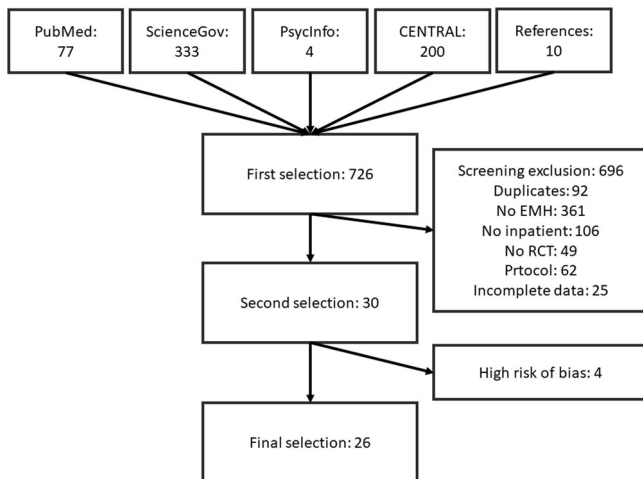 PubMed:
77
ScienceGov:
333
PsycInfo:
4
CENTRAL:
200
References:
10
First selection: 726
Screening exclusion: 696
Duplicates: 92
No EMH: 361
No inpatient: 106
No RCT: 49
Prtocol: 62
Incomplete data: 25
Second selection: 30
High risk of bias: 4
Final selection: 26